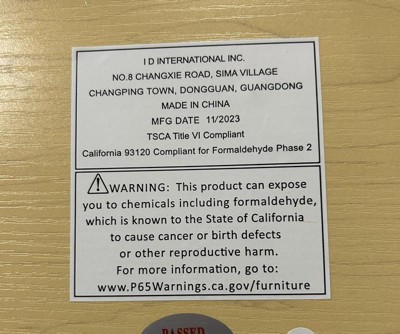 I D INTERNATIONAL INC.
NO.8 CHANGXIE ROAD, SIMA VILLAGE
CHANGPING TOWN, DONGGUAN, GUANGDONG
MADE IN CHINA
MFG DATE 11/2023
TSCA Title VI Compliant
California 93120 Compliant for Formaldehyde Phase 2
WARNING: This product can expose
you to chemicals including formaldehyde,
which is known to the State of California
to cause cancer or birth defects
or other reproductive harm.
For more information, go to:
www.P65Warnings.ca.gov/furniture
PASSED